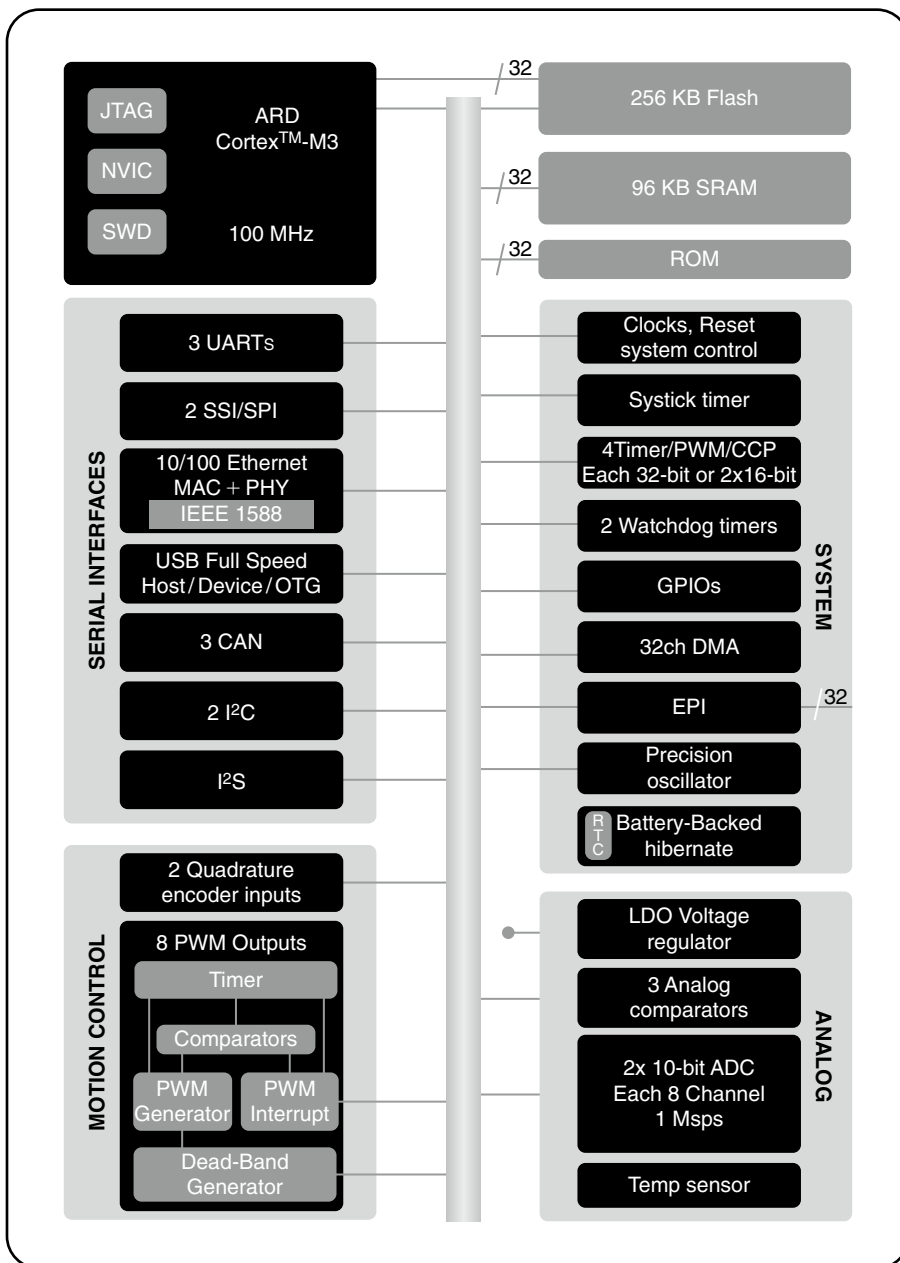 JTAG
NVIC
SWD
ARD
Cortex™-M3
100 MHz
32
256 KB Flash
32
96 KB SRAM
32
ROM
SERIAL INTERFACES
3 UARTs
2 SSI/SPI
10/100 Ethernet
MAC + PHY
IEEE 1588
USB Full Speed
Host/Device/OTG
3 CAN
2 I²C
I²S
SYSTEM
Clocks, Reset
system control
Systick timer
4Timer/PWM/CCP
Each 32-bit or 2x16-bit
2 Watchdog timers
GPIOs
32ch DMA
EPI
32
Precision
oscillator
RTC
Battery-Backed
hibernate
MOTION CONTROL
2 Quadrature
encoder inputs
8 PWM Outputs
Timer
Comparators
PWM
Generator
PWM
Interrupt
Dead-Band
Generator
ANALOG
LDO Voltage
regulator
3 Analog
comparators
2x 10-bit ADC
Each 8 Channel
1 Msps
Temp sensor